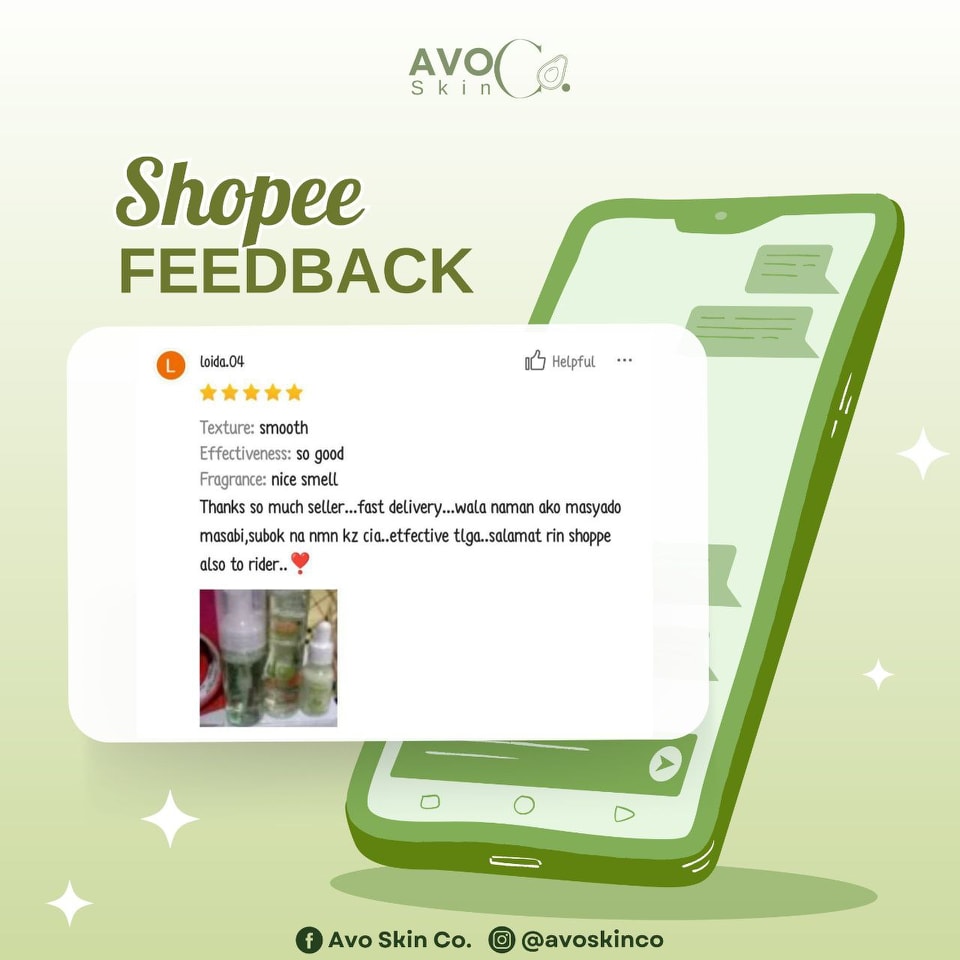 AVO Co.
Skin
Shopee
FEEDBACK
L
loida.04
Helpful
Texture: smooth
Effectiveness: so good
Fragrance: nice smell
Thanks so much seller...fast delivery...wala naman ako masyado
masabi,subok na nmn kz cia..etfective tlga..salamat rin shoppe
also to rider..❣️
Avo Skin Co. @avoskinco